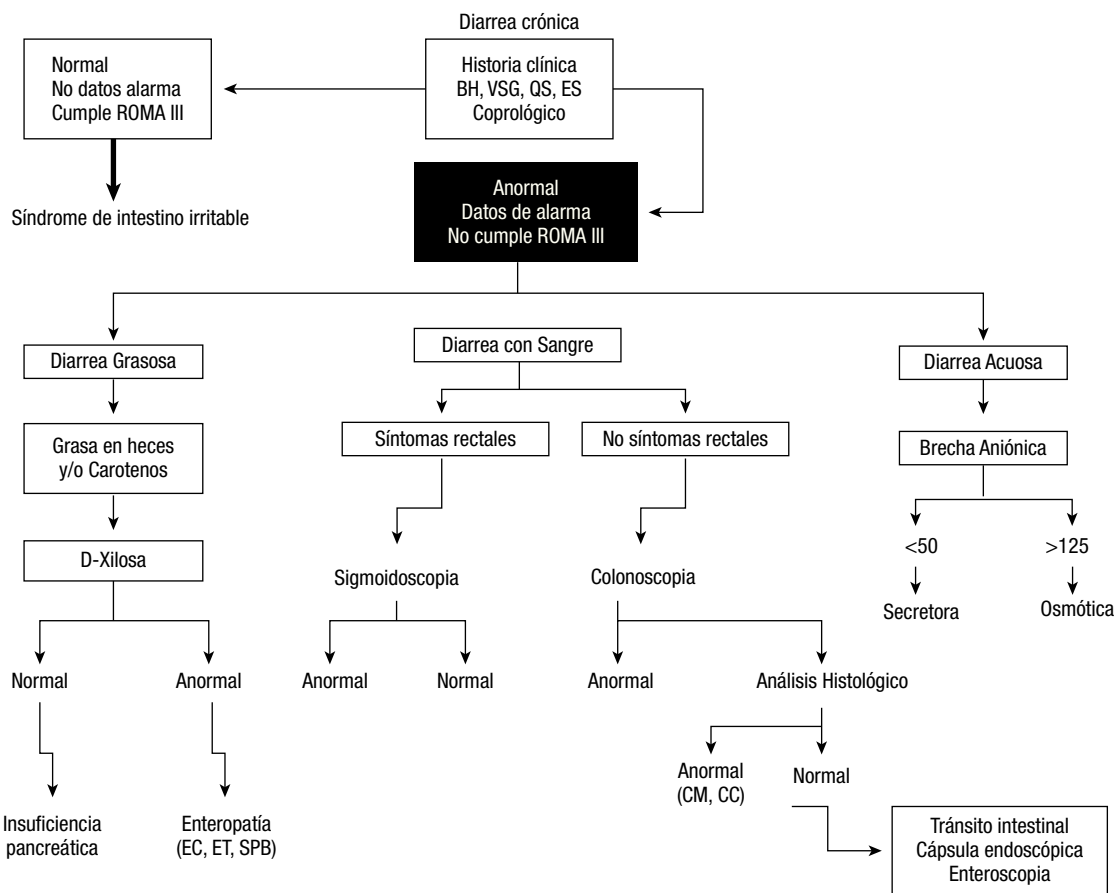 Diarrea crónica
Normal
No datos alarma
Cumple ROMA III
Historia clínica
BH, VSG, QS, ES
Coprológico
Síndrome de intestino irritable
Anormal
Datos de alarma
No cumple ROMA III
Diarrea Grasosa
Diarrea con Sangre
Diarrea Acuosa
Grasa en heces
y/o Carotenos
Síntomas rectales
No síntomas rectales
Brecha Aniónica
D-Xilosa
Sigmoidoscopia
Colonoscopia
<50
>125
Secretora
Osmótica
Normal
Anormal
Anormal
Normal
Anormal
Análisis Histológico
Anormal
(CM, CC)
Normal
Insuficiencia
pancreática
Enteropatía
(EC, ET, SPB)
Tránsito intestinal
Cápsula endoscópica
Enteroscopia